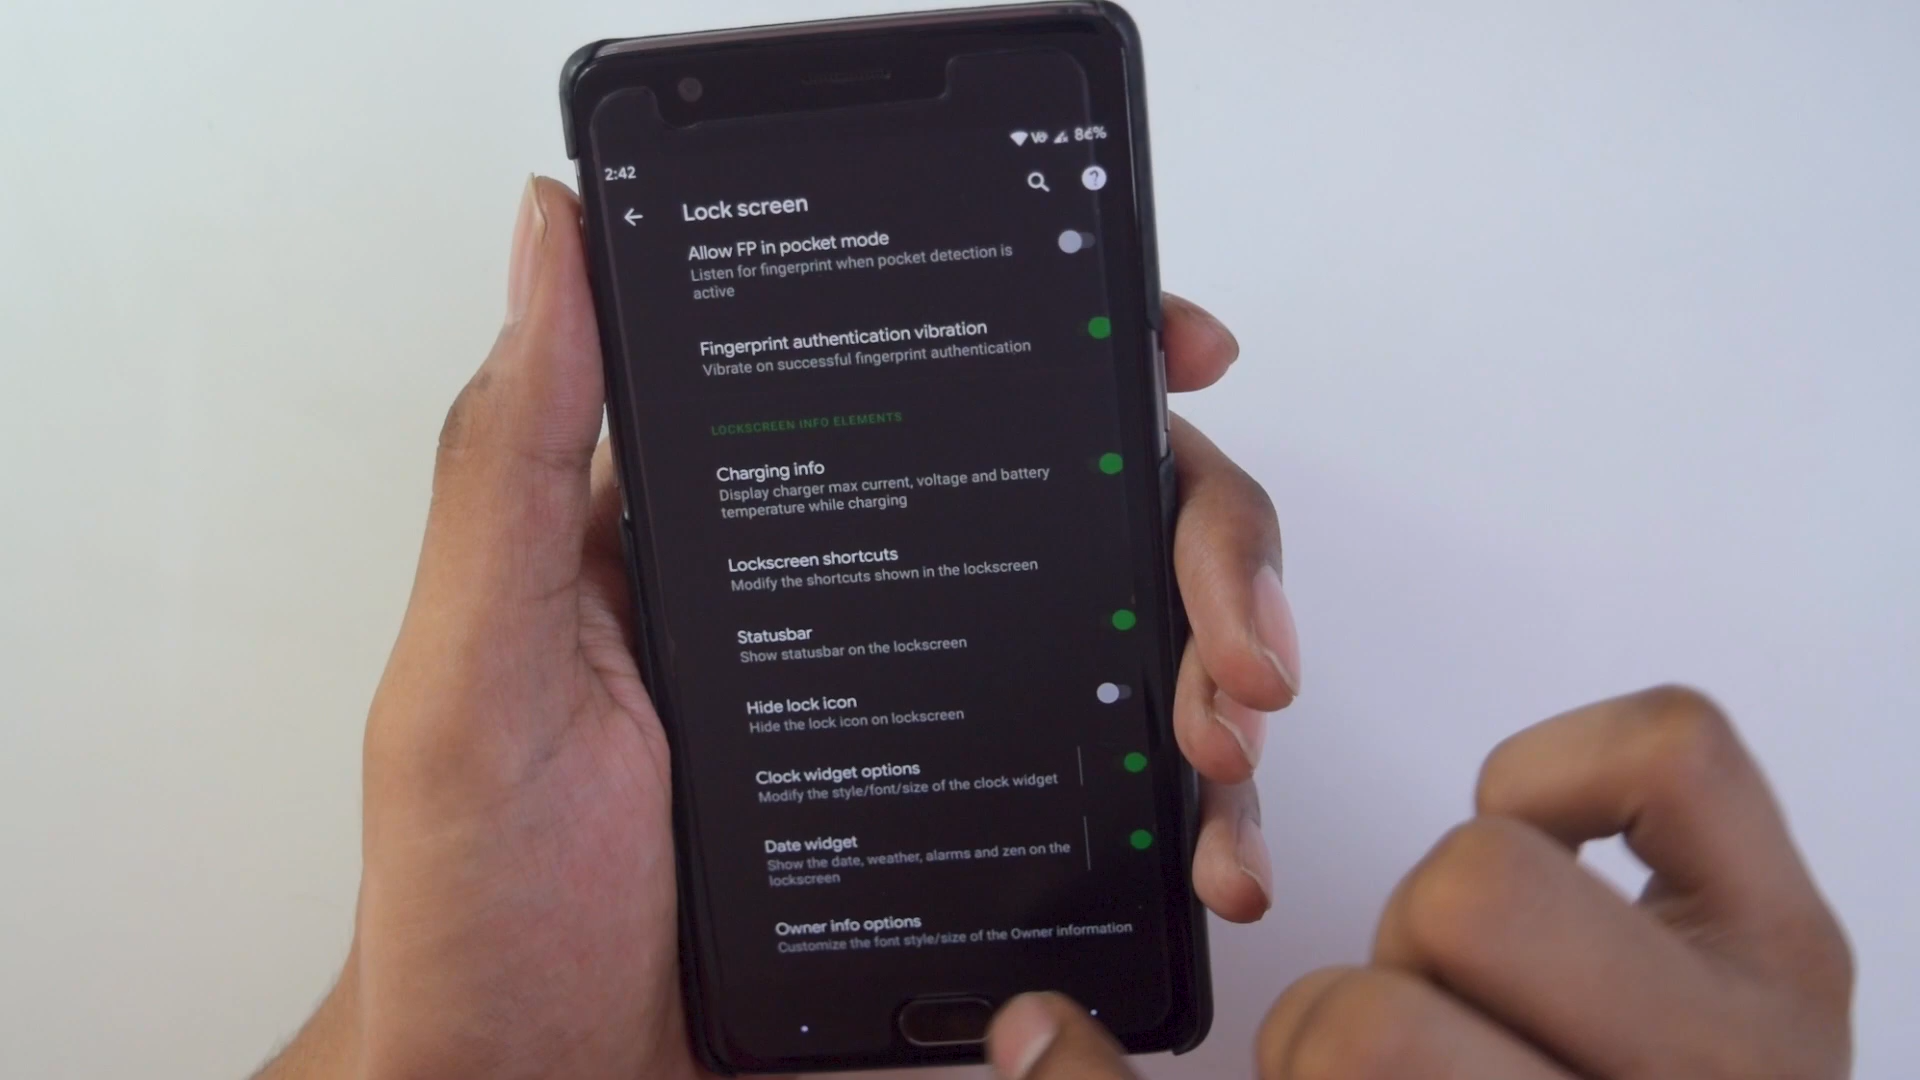 2:42
86%
Lock screen
?
Allow FP in pocket mode
Listen for fingerprint when pocket detection is
active
Fingerprint authentication vibration
Vibrate on successful fingerprint authentication
LOCKSCREEN INFO ELEMENTS
Charging info
Display charger max current, voltage and battery
temperature while charging
Lockscreen shortcuts
Modify the shortcuts shown in the lockscreen
Statusbar
Show statusbar on the lockscreen
Hide lock icon
Hide the lock icon on lockscreen
Clock widget options
Modify the style/font/size of the clock widget
Date widget
Show the date, weather, alarms and zen on the
lockscreen
Owner info options
Customize the font style/size of the Owner information